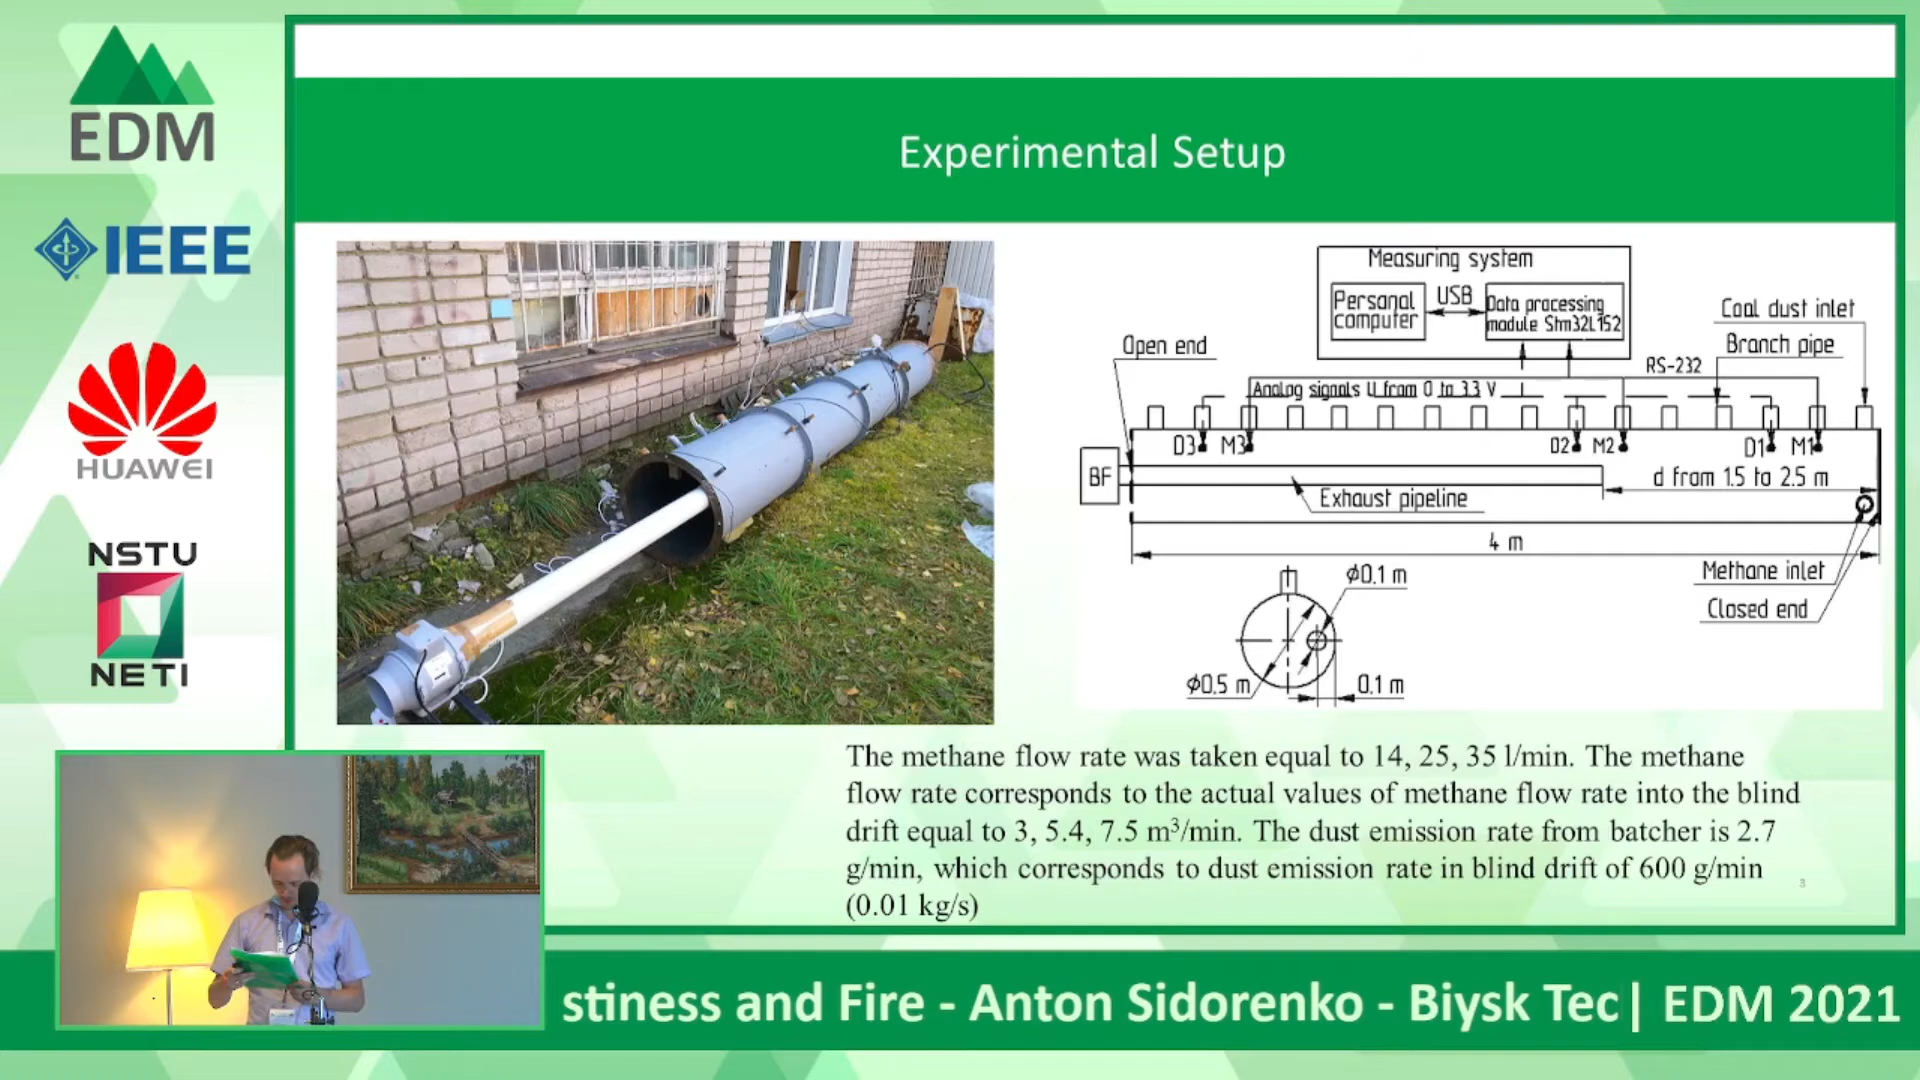 EDM
IEEE
HUAWEI
NSTU
NETI
Experimental Setup
Measuring system
Persanal
computer
USB
Data processing
module Stm32L152
Open end
Coal dust inlet
Branch pipe
RS-232
Analog signals U from 0 to 3.3 V
D3
M3
D2
M2
D1
M1
BF
Exhaust pipeline
d from 1.5 to 2.5 m
4 m
Methane inlet
Closed end
ϕ0.1 m
ϕ0.5 m
0.1 m
The methane flow rate was taken equal to 14, 25, 35 l/min. The methane
flow rate corresponds to the actual values of methane flow rate into the blind
drift equal to 3, 5.4, 7.5 m³/min. The dust emission rate from batcher is 2.7
g/min, which corresponds to dust emission rate in blind drift of 600 g/min
(0.01 kg/s)
3
stiness and Fire - Anton Sidorenko - Biysk Tec| EDM 2021